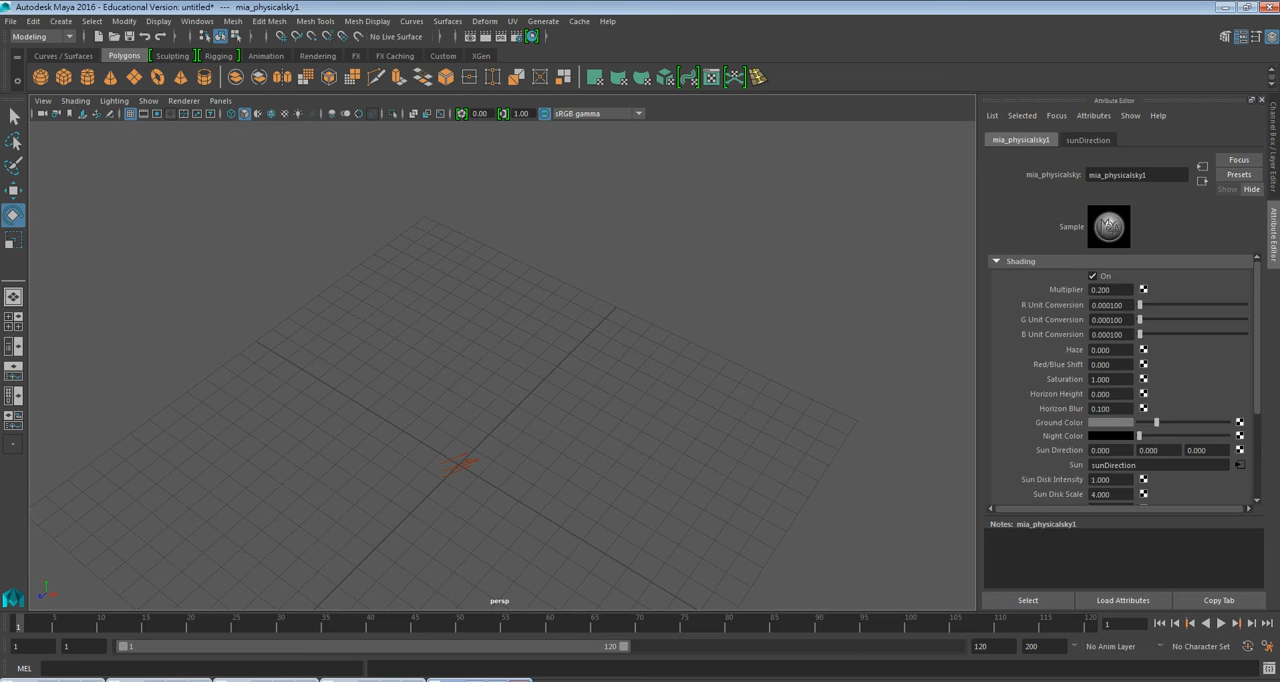 Autodesk Maya 2016 - Educational Version: untitled*   ---   mia_physicalsky1
File Edit Create Select Modify Display Windows Mesh Edit Mesh Mesh Tools Mesh Display Curves Surfaces Deform UV Generate Cache Help
Modeling No Live Surface
Curves / Surfaces Polygons Sculpting Rigging Animation Rendering FX FX Caching Custom XGen
View Shading Lighting Show Renderer Panels
0.00 1.00 sRGB gamma
persp
Attribute Editor
List Selected Focus Attributes Show Help
mia_physicalsky1 sunDirection
Focus
mia_physicalsky: mia_physicalsky1 Presets
Show Hide
Sample
Shading
On
Multiplier 0.200
R Unit Conversion 0.000100
G Unit Conversion 0.000100
B Unit Conversion 0.000100
Haze 0.000
Red/Blue Shift 0.000
Saturation 1.000
Horizon Height 0.000
Horizon Blur 0.100
Ground Color
Night Color
Sun Direction 0.000 0.000 0.000
Sun sunDirection
Sun Disk Intensity 1.000
Sun Disk Scale 4.000
Notes: mia_physicalsky1
Select Load Attributes Copy Tab
Channel Box / Layer Editor
Attribute Editor
1 5 10 15 20 25 30 35 40 45 50 55 60 65 70 75 80 85 90 95 100 105 110 115 120 1
1 1 1 120 120 200 No Anim Layer No Character Set
MEL